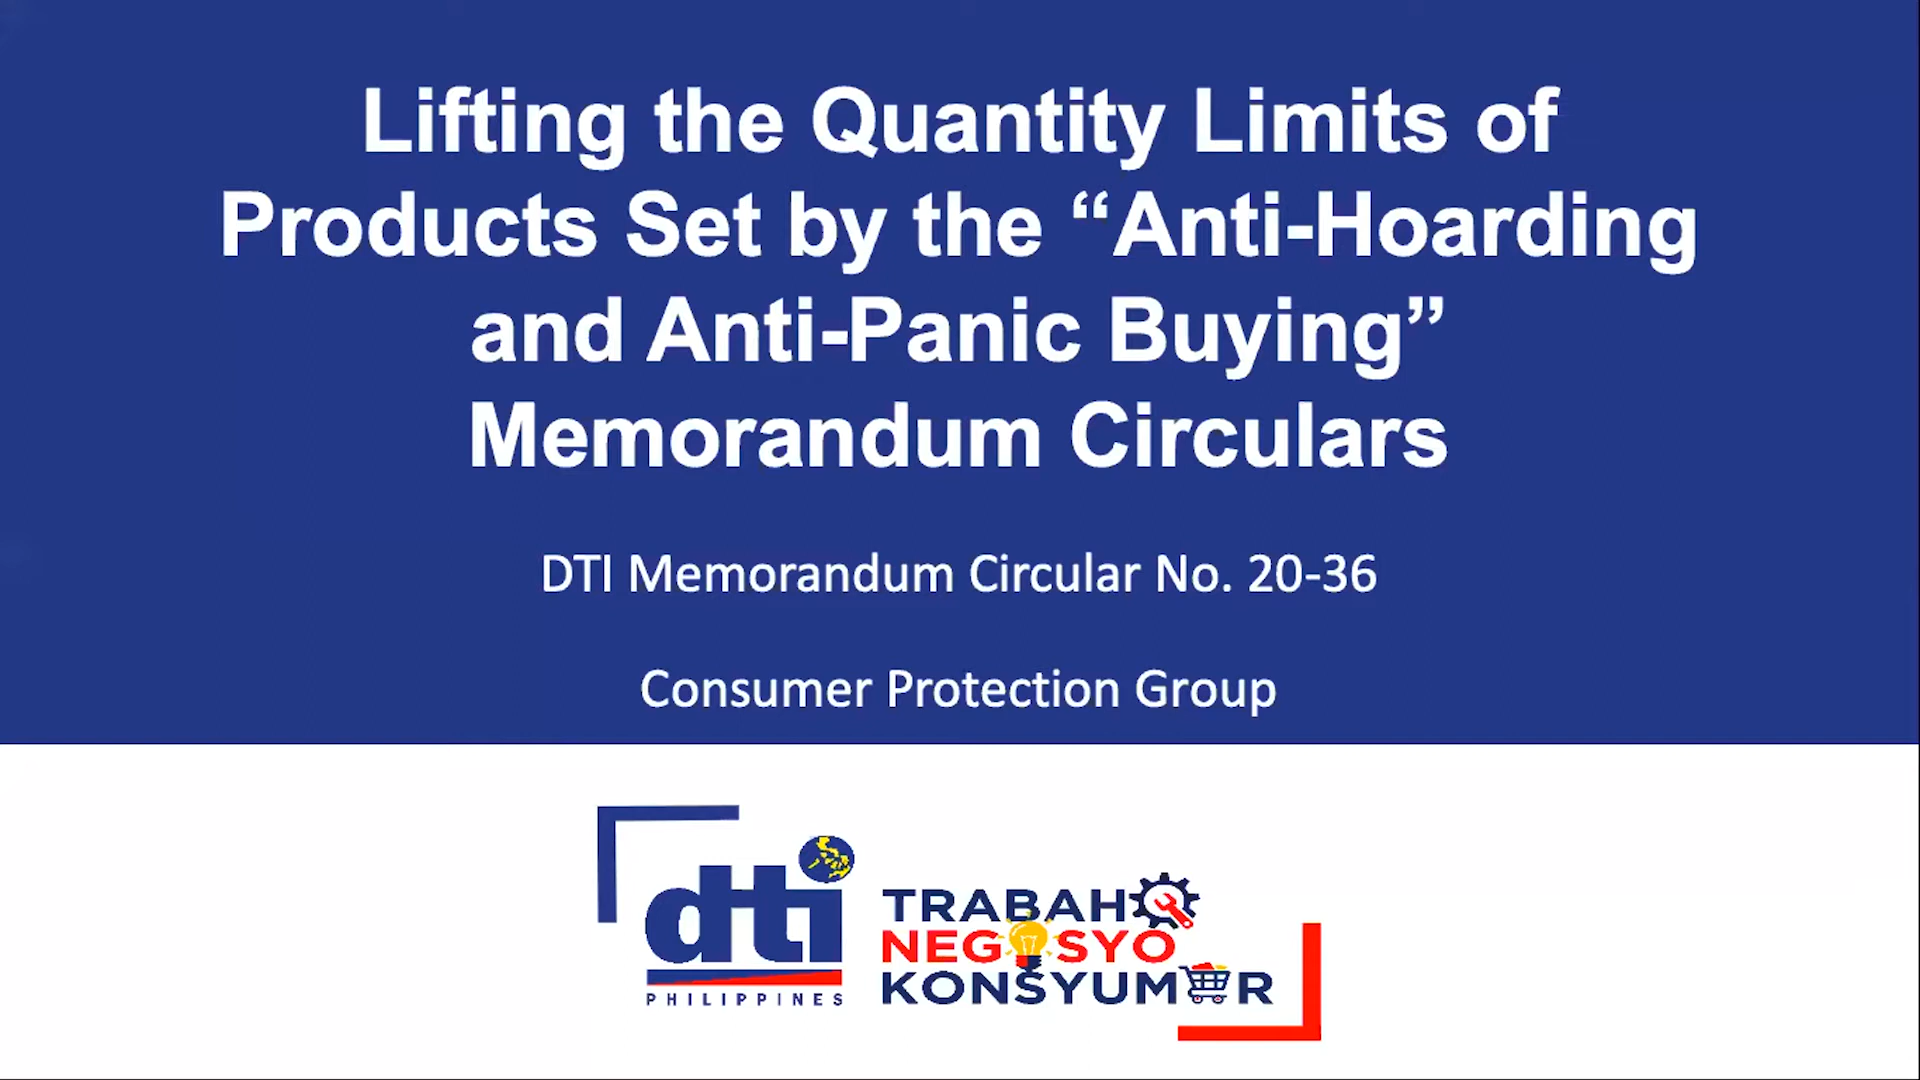 Lifting the Quantity Limits of
Products Set by the “Anti-Hoarding
and Anti-Panic Buying”
Memorandum Circulars
DTI Memorandum Circular No. 20-36
Consumer Protection Group
dti
PHILIPPINES
TRABAHO
NEGOSYO
KONSYUMER